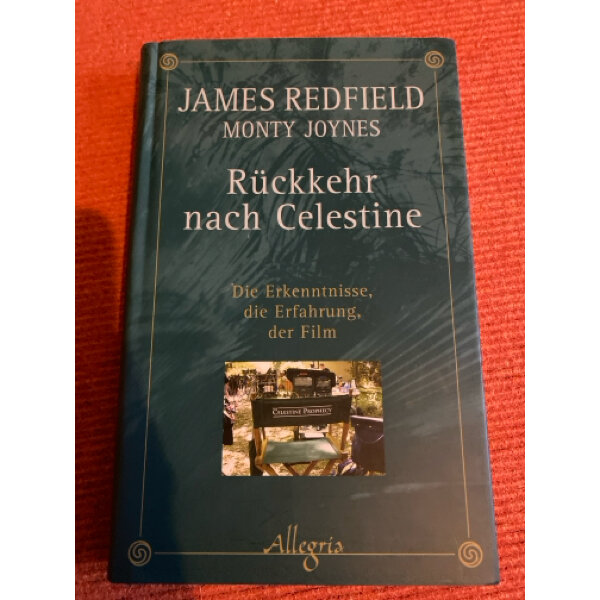 JAMES REDFIELD
MONTY JOYNES
Rückkehr
nach Celestine
Die Erkenntnisse,
die Erfahrung,
der Film
CELESTINE PROPHECY
Allegria